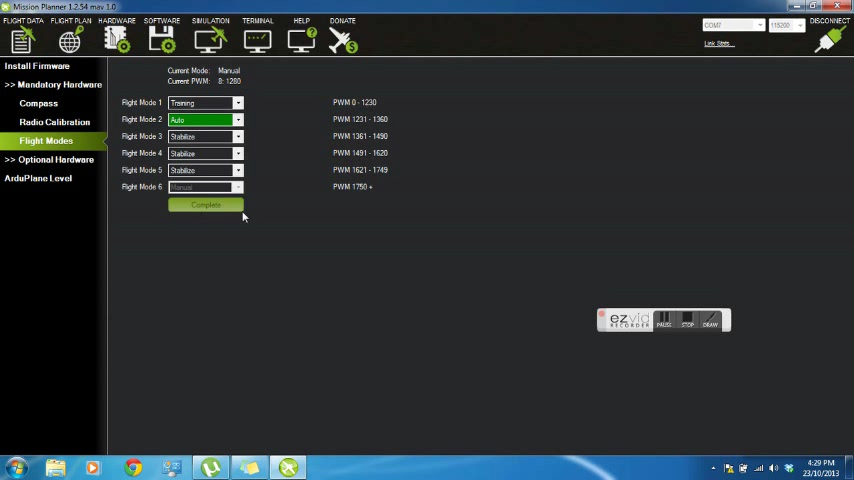 Mission Planner 1.2.54 mav 1.0
FLIGHT DATA FLIGHT PLAN HARDWARE SOFTWARE SIMULATION TERMINAL HELP DONATE DISCONNECT
COM7 115200
Link Stats...
Install Firmware
>> Mandatory Hardware
Compass
Radio Calibration
Flight Modes
>> Optional Hardware
ArduPlane Level
Current Mode: Manual
Current PWM: 8: 1280
Flight Mode 1 Training PWM 0 - 1230
Flight Mode 2 Auto PWM 1231 - 1360
Flight Mode 3 Stabilize PWM 1361 - 1490
Flight Mode 4 Stabilize PWM 1491 - 1620
Flight Mode 5 Stabilize PWM 1621 - 1749
Flight Mode 6 Manual PWM 1750 +
Complete
ezvid
RECORDER
PAUSE STOP DRAW
4:29 PM
23/10/2013